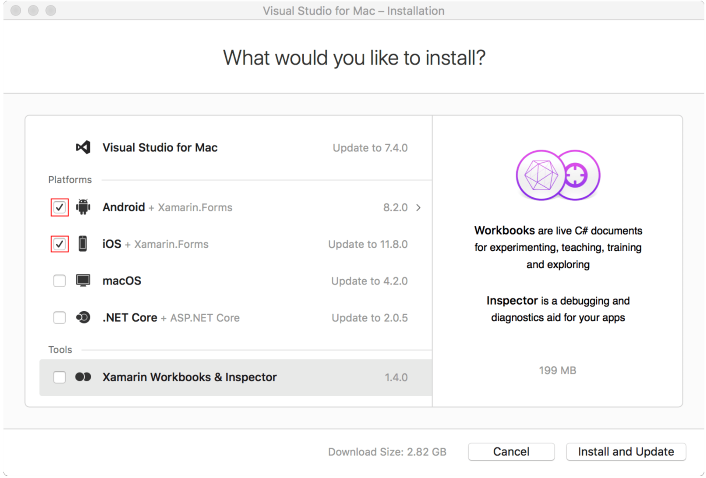 Visual Studio for Mac – Installation
What would you like to install?
Visual Studio for Mac Update to 7.4.0
Platforms
Android + Xamarin.Forms 8.2.0 >
iOS + Xamarin.Forms Update to 11.8.0
macOS Update to 4.2.0
.NET Core + ASP.NET Core Update to 2.0.5
Tools
Xamarin Workbooks & Inspector 1.4.0
Workbooks are live C# documents
for experimenting, teaching, training
and exploring
Inspector is a debugging and
diagnostics aid for your apps
199 MB
Download Size: 2.82 GB Cancel Install and Update